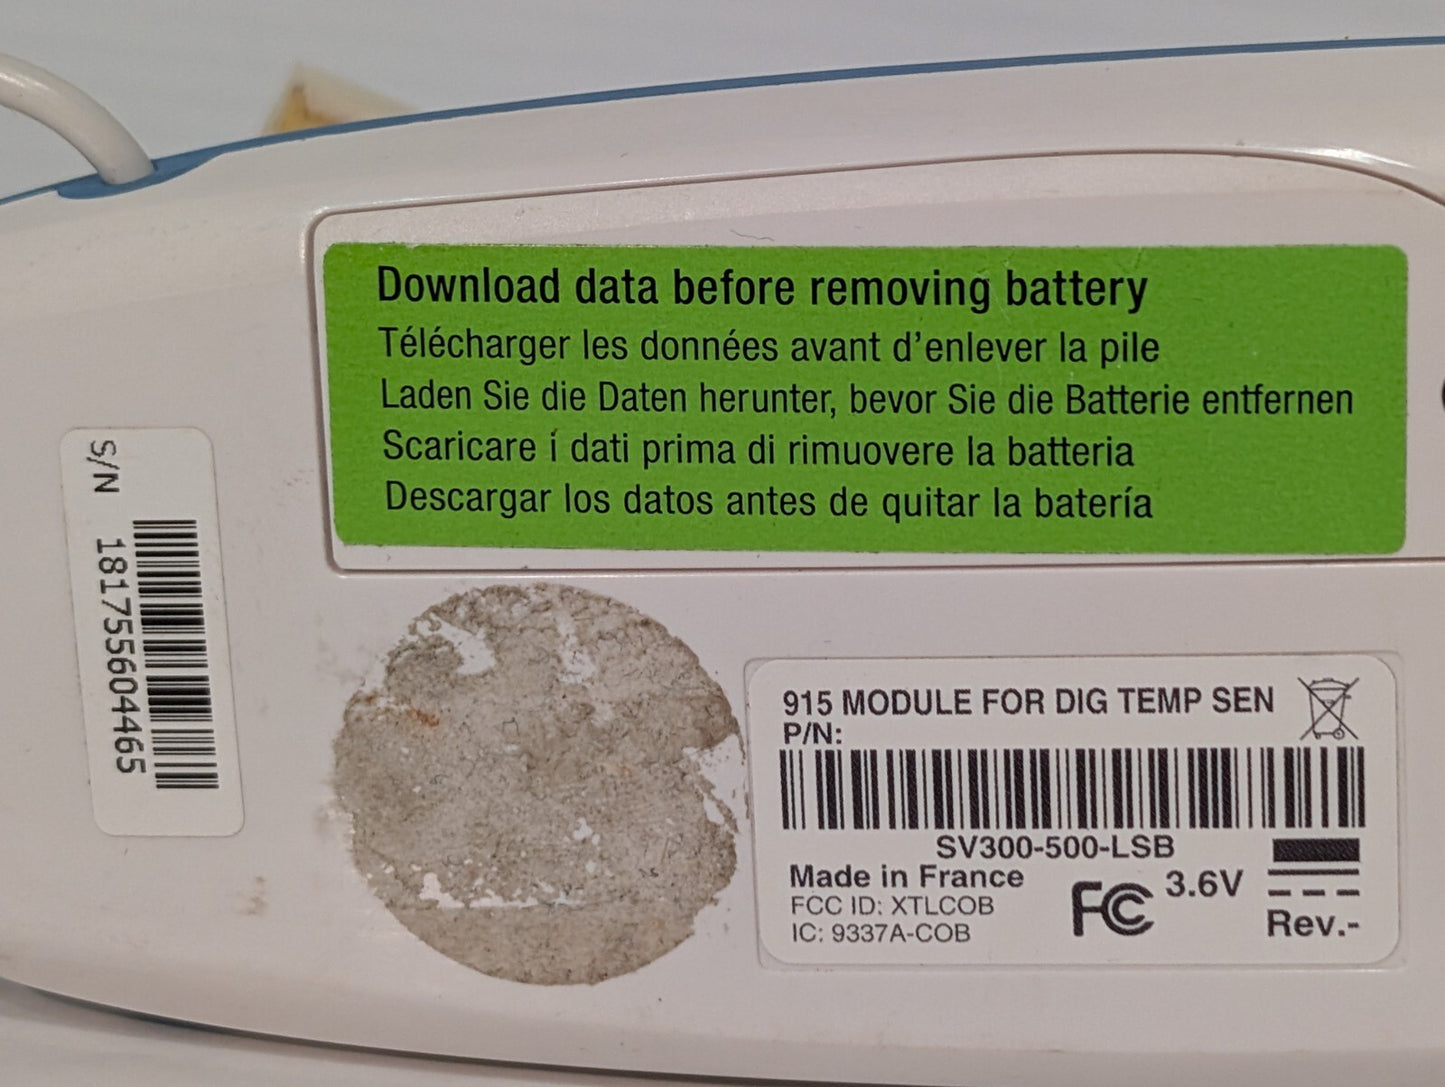 Download data before removing battery
Télécharger les données avant d'enlever la pile
Laden Sie die Daten herunter, bevor Sie die Batterie entfernen
Scaricare í dati prima di rimuovere la batteria
Descargar los datos antes de quitar la batería
S/N 1817556044465
915 MODULE FOR DIG TEMP SEN
P/N:
SV300-500-LSB
Made in France
FCC ID: XTLCOB
IC: 9337A-COB
FC
3.6V
Rev.-